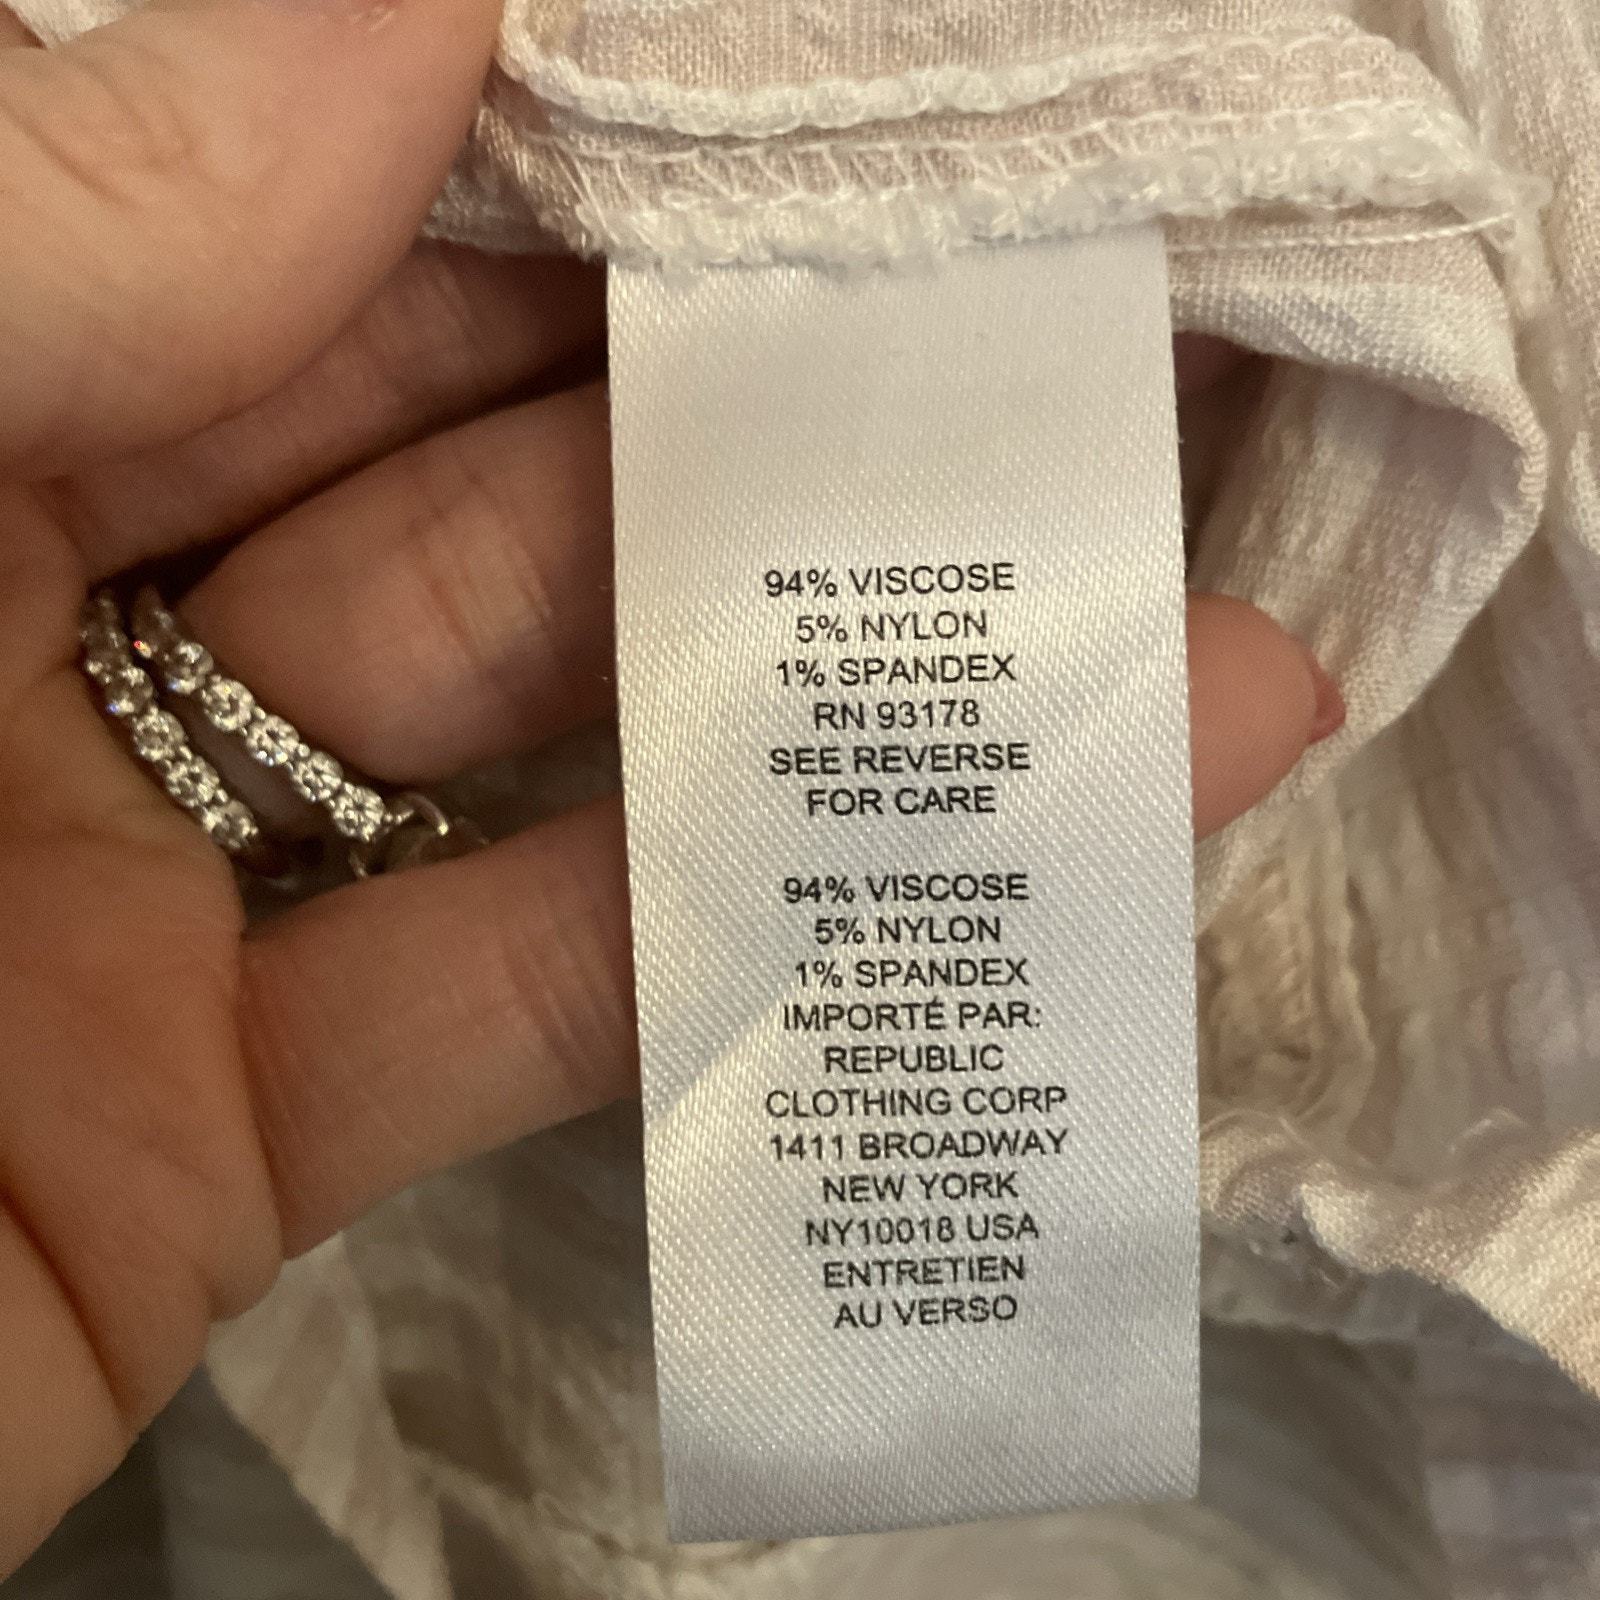 94% VISCOSE
5% NYLON
1% SPANDEX
RN 93178
SEE REVERSE
FOR CARE
94% VISCOSE
5% NYLON
1% SPANDEX
IMPORTÉ PAR:
REPUBLIC
CLOTHING CORP
1411 BROADWAY
NEW YORK
NY10018 USA
ENTRETIEN
AU VERSO